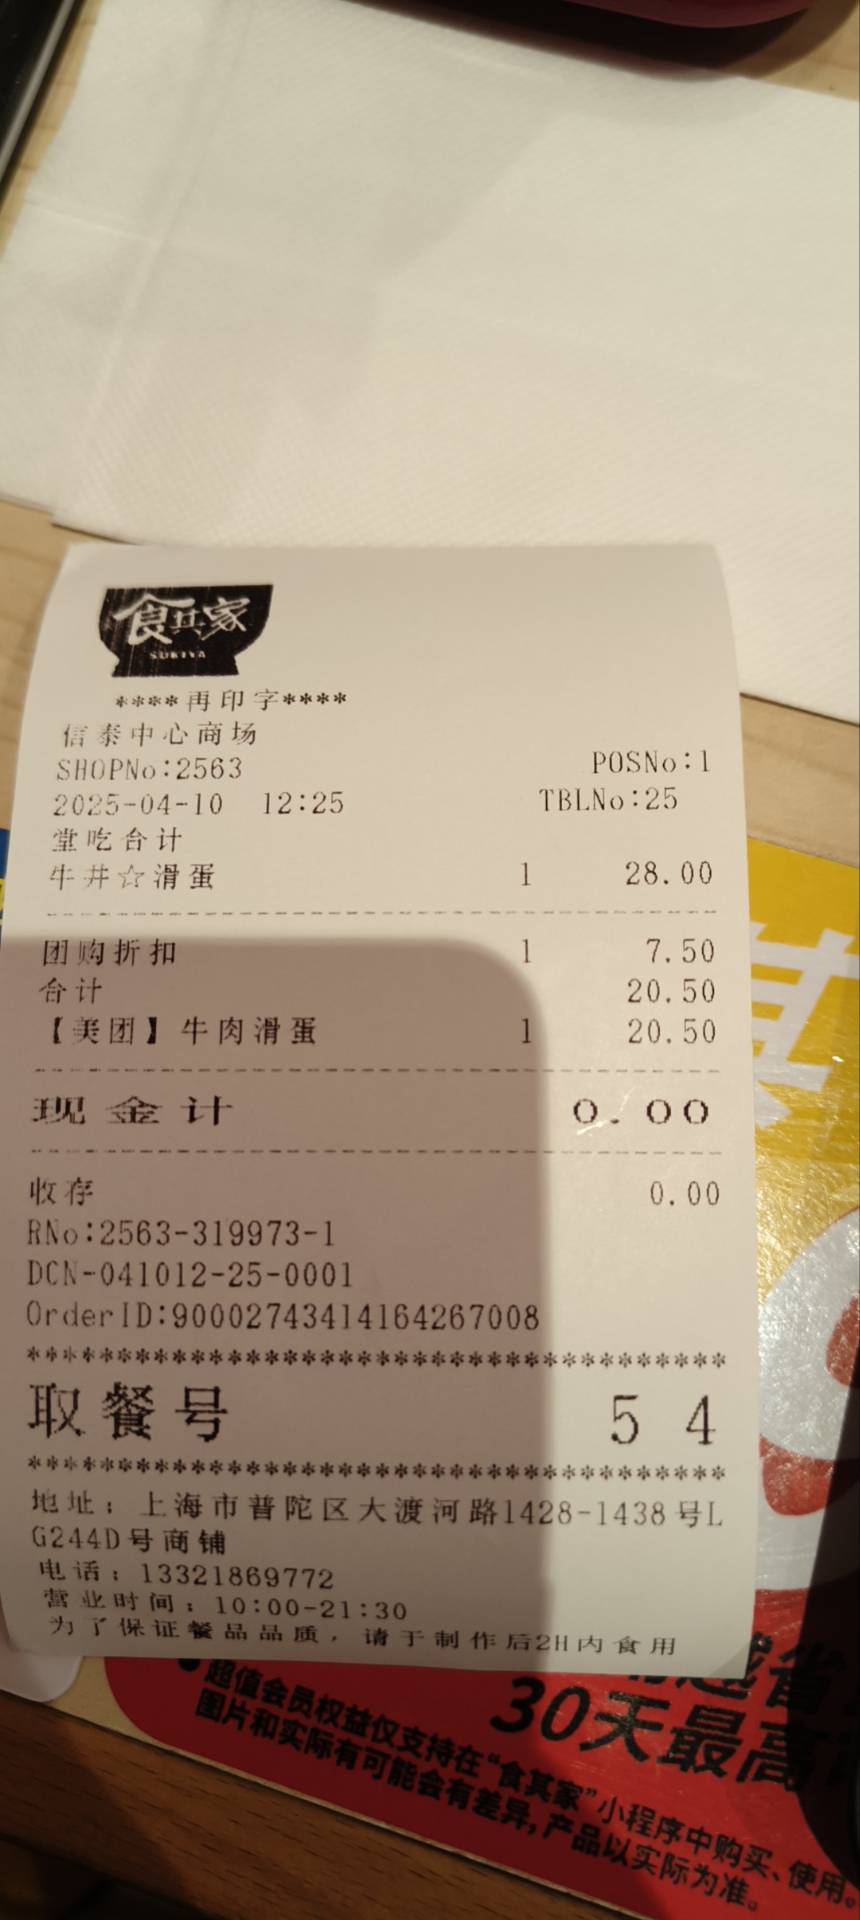 食其家
SUKIYA
****再印字****
信泰中心商场
SHOPNo:2563 POSNo:1
2025-04-10 12:25 TBLNo:25
堂吃合计
牛丼☆滑蛋 1 28.00
团购折扣 1 7.50
合计 20.50
【美团】牛肉滑蛋 1 20.50
现金计 0.00
收存 0.00
RNo:2563-319973-1
DCN-041012-25-0001
OrderID:90002743414164267008
****************************************
取餐号 54
****************************************
地址：上海市普陀区大渡河路1428-1438号L
G244D号商铺
电话：13321869772
营业时间：10:00-21:30
为了保证餐品品质，请于制作后2H内食用
其
越省
30天最高
超值会员权益仅支持在“食其家”小程序中购买、使用。
图片和实际有可能会有差异，产品以实际为准。